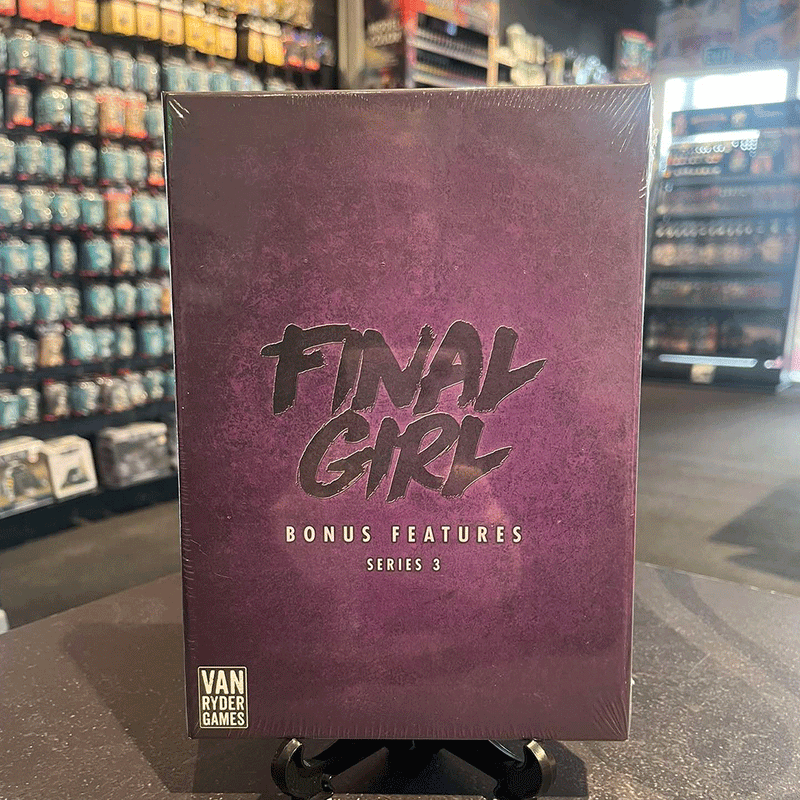 FINAL
GIRL
BONUS FEATURES
SERIES 3
VAN
RYDER
GAMES